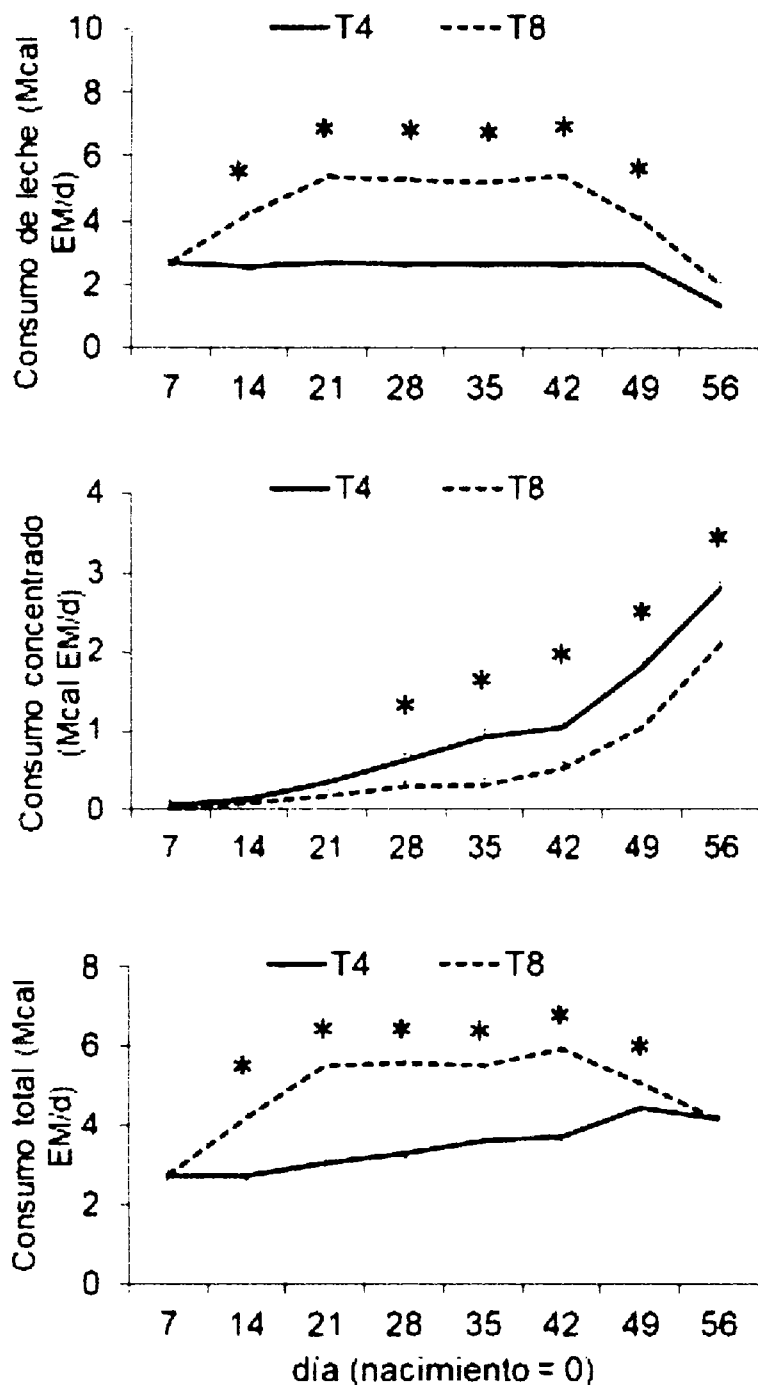 T4 T8
Consumo de leche (Mcal
EM/d)
10
8
6
4
2
0
* * * * * *
7 14 21 28 35 42 49 56
T4 T8
Consumo concentrado
(Mcal EM/d)
4
3
2
1
0
* * * * *
7 14 21 28 35 42 49 56
T4 T8
Consumo total (Mcal
EM/d)
8
6
4
2
0
* * * * * *
7 14 21 28 35 42 49 56
día (nacimiento = 0)